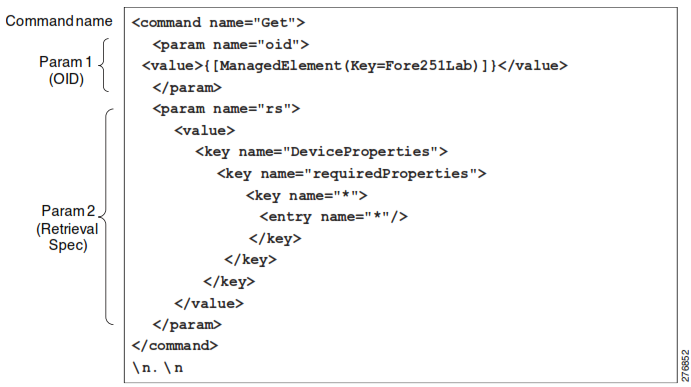 Command name
<command name="Get">
<param name="oid">
Param 1
(OID)
<value>{[ManagedElement(Key=Fore251Lab)]}</value>
</param>
<param name="rs">
<value>
<key name="DeviceProperties">
<key name="requiredProperties">
<key name="*">
Param 2
(Retrieval
Spec)
<entry name="*"/>
</key>
</key>
</key>
</value>
</param>
</command>
\n.\n
276852